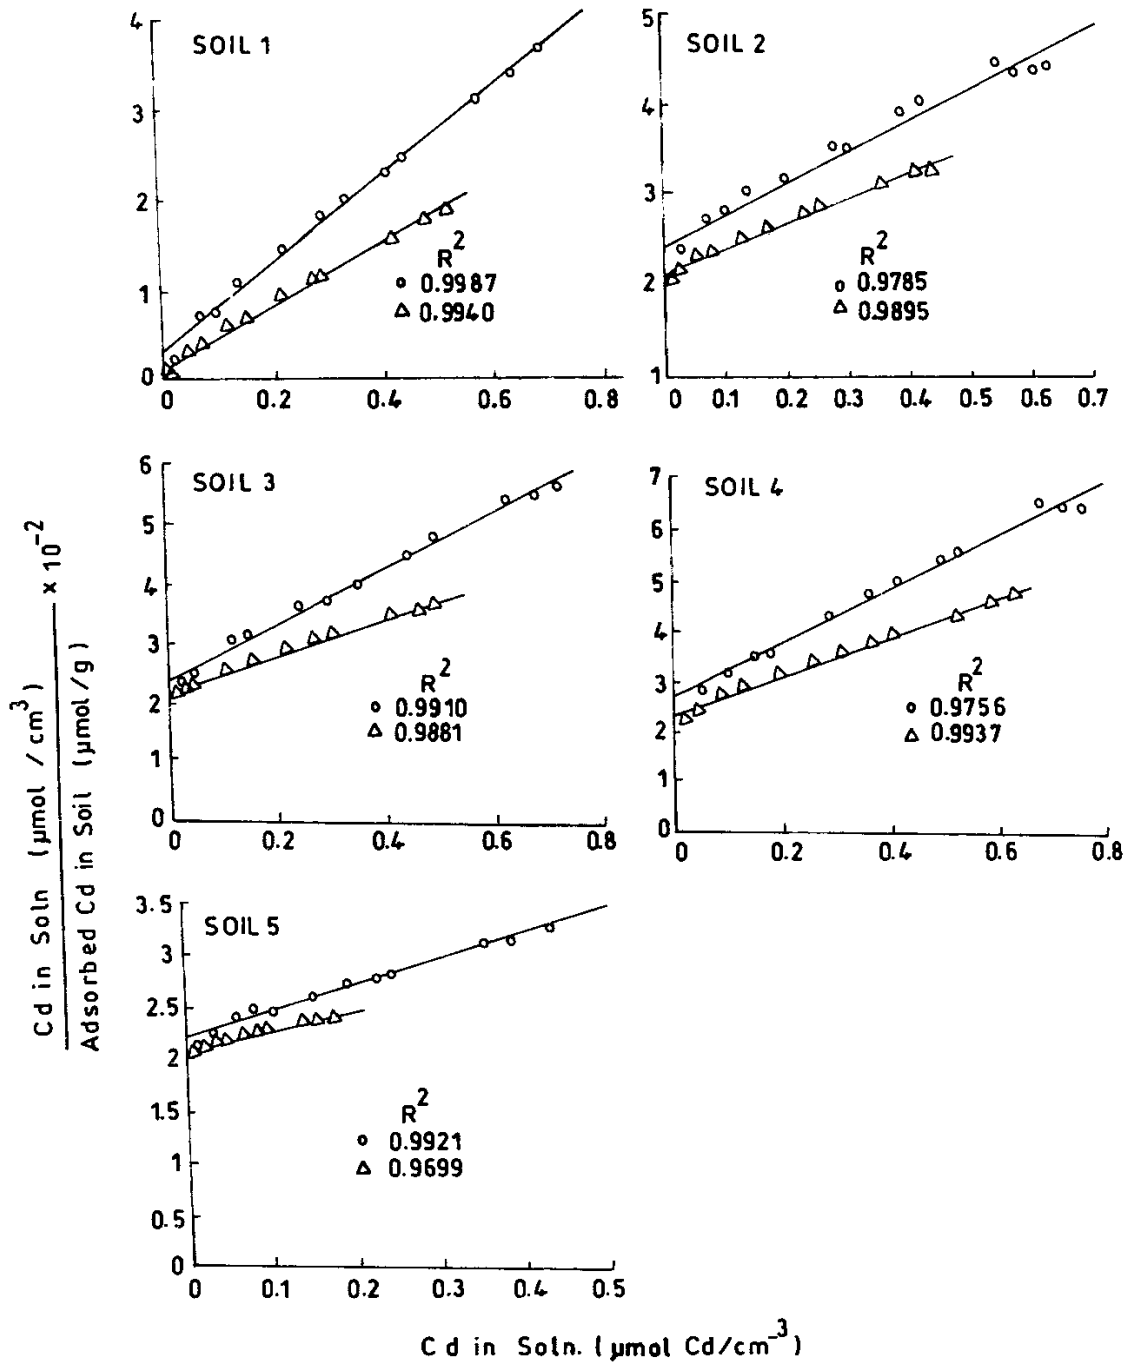 SOIL 1
4
3
2
1
0
0 0.2 0.4 0.6 0.8
R²
○ 0.9987
△ 0.9940
SOIL 2
5
4
3
2
1
0 0.1 0.2 0.3 0.4 0.5 0.6 0.7
R²
○ 0.9785
△ 0.9895
SOIL 3
6
5
4
3
2
1
0
0 0.2 0.4 0.6 0.8
R²
○ 0.9910
△ 0.9881
SOIL 4
7
6
5
4
3
2
1
0
0 0.2 0.4 0.6 0.8
R²
○ 0.9756
△ 0.9937
SOIL 5
3.5
3
2.5
2
1.5
1
0.5
0
0 0.1 0.2 0.3 0.4 0.5
R²
○ 0.9921
△ 0.9699
Cd in Soln (µmol / cm³)
Adsorbed Cd in Soil (µmol/g)
x 10⁻²
Cd in Soln. (µmol Cd/cm⁻³)